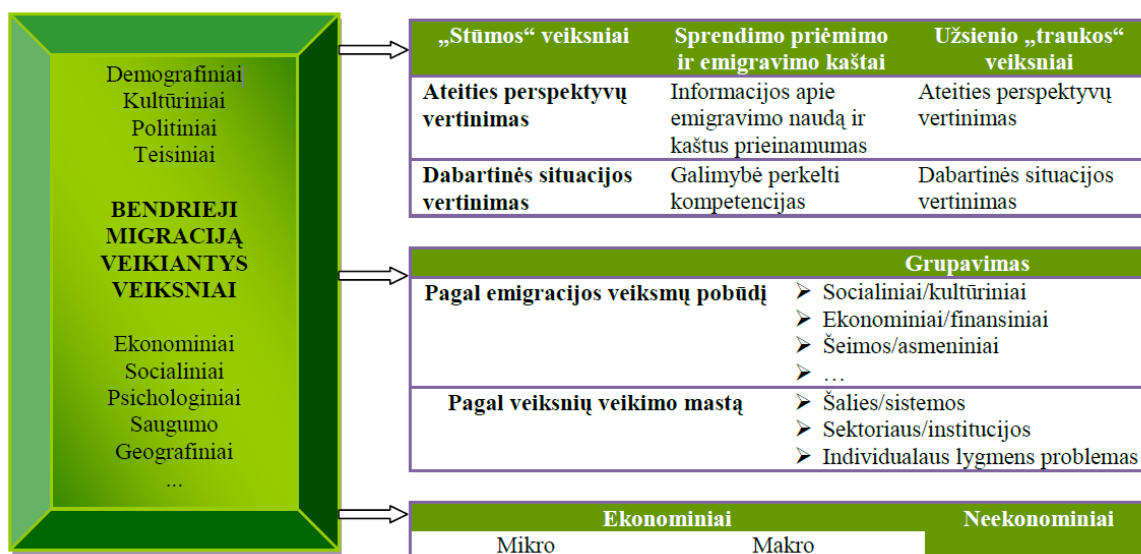 Demografiniai
Kultūriniai
Politiniai
Teisiniai
BENDRIEJI
MIGRACIJĄ
VEIKIANTYS
VEIKSNIAI
Ekonominiai
Socialiniai
Psichologiniai
Saugumo
Geografiniai
...
„Stūmos” veiksniai
Sprendimo priėmimo
ir emigravimo kaštai
Užsienio „traukos”
veiksniai
Ateities perspektyvų
vertinimas
Informacijos apie
emigravimo naudą ir
kaštus prieinamumas
Ateities perspektyvų
vertinimas
Dabartinės situacijos
vertinimas
Galimybė perkelti
kompetencijas
Dabartinės situacijos
vertinimas
Grupavimas
Pagal emigracijos veiksmų pobūdį
➢ Socialiniai/kultūriniai
➢ Ekonominiai/finansiniai
➢ Šeimos/asmeniniai
➢ …
Pagal veiksnių veikimo mastą
➢ Šalies/sistemos
➢ Sektoriaus/institucijos
➢ Individualaus lygmens problemas
Ekonominiai
Neekonominiai
Mikro
Makro